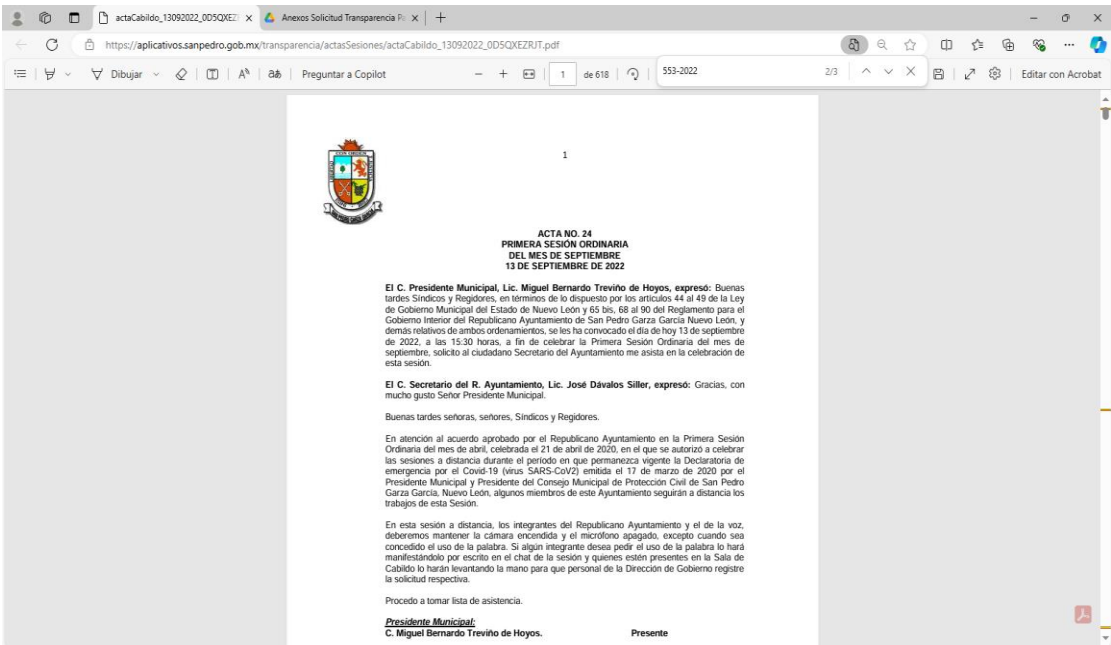 actaCabildo_13092022_0D5QXEZ
Anexos Solicitud Transparencia Po
https://aplicativos.sanpedro.gob.mx/transparencia/actasSesiones/actaCabildo_13092022_0D5QXEZRJT.pdf
Dibujar
Preguntar a Copilot
1
de 618
553-2022
2/3
Editar con Acrobat
1
ACTA NO. 24
PRIMERA SESIÓN ORDINARIA
DEL MES DE SEPTIEMBRE
13 DE SEPTIEMBRE DE 2022
El C. Presidente Municipal, Lic. Miguel Bernardo Treviño de Hoyos, expresó: Buenas
tardes Síndicos y Regidores, en términos de lo dispuesto por los artículos 44 al 49 de la Ley
de Gobierno Municipal del Estado de Nuevo León y 65 bis, 68 al 90 del Reglamento para el
Gobierno Interior del Republicano Ayuntamiento de San Pedro Garza García Nuevo León, y
demás relativos de ambos ordenamientos, se les ha convocado el día de hoy 13 de septiembre
de 2022, a las 15:30 horas, a fin de celebrar la Primera Sesión Ordinaria del mes de
septiembre, solicito al ciudadano Secretario del Ayuntamiento me asista en la celebración de
esta sesión.
El C. Secretario del R. Ayuntamiento, Lic. José Dávalos Siller, expresó: Gracias, con
mucho gusto Señor Presidente Municipal.
Buenas tardes señoras, señores, Síndicos y Regidores.
En atención al acuerdo aprobado por el Republicano Ayuntamiento en la Primera Sesión
Ordinaria del mes de abril, celebrada el 21 de abril de 2020, en el que se autorizó a celebrar
las sesiones a distancia durante el período en que permanezca vigente la Declaratoria de
emergencia por el Covid-19 (virus SARS-CoV2) emitida el 17 de marzo de 2020 por el
Presidente Municipal y Presidente del Consejo Municipal de Protección Civil de San Pedro
Garza García, Nuevo León, algunos miembros de este Ayuntamiento seguirán a distancia los
trabajos de esta Sesión.
En esta sesión a distancia, los integrantes del Republicano Ayuntamiento y el de la voz,
deberemos mantener la cámara encendida y el micrófono apagado, excepto cuando sea
concedido el uso de la palabra. Si algún integrante desea pedir el uso de la palabra lo hará
manifestándolo por escrito en el chat de la sesión y quienes estén presentes en la Sala de
Cabildo lo harán levantando la mano para que personal de la Dirección de Gobierno registre
la solicitud respectiva.
Procedo a tomar lista de asistencia.
Presidente Municipal:
C. Miguel Bernardo Treviño de Hoyos. Presente